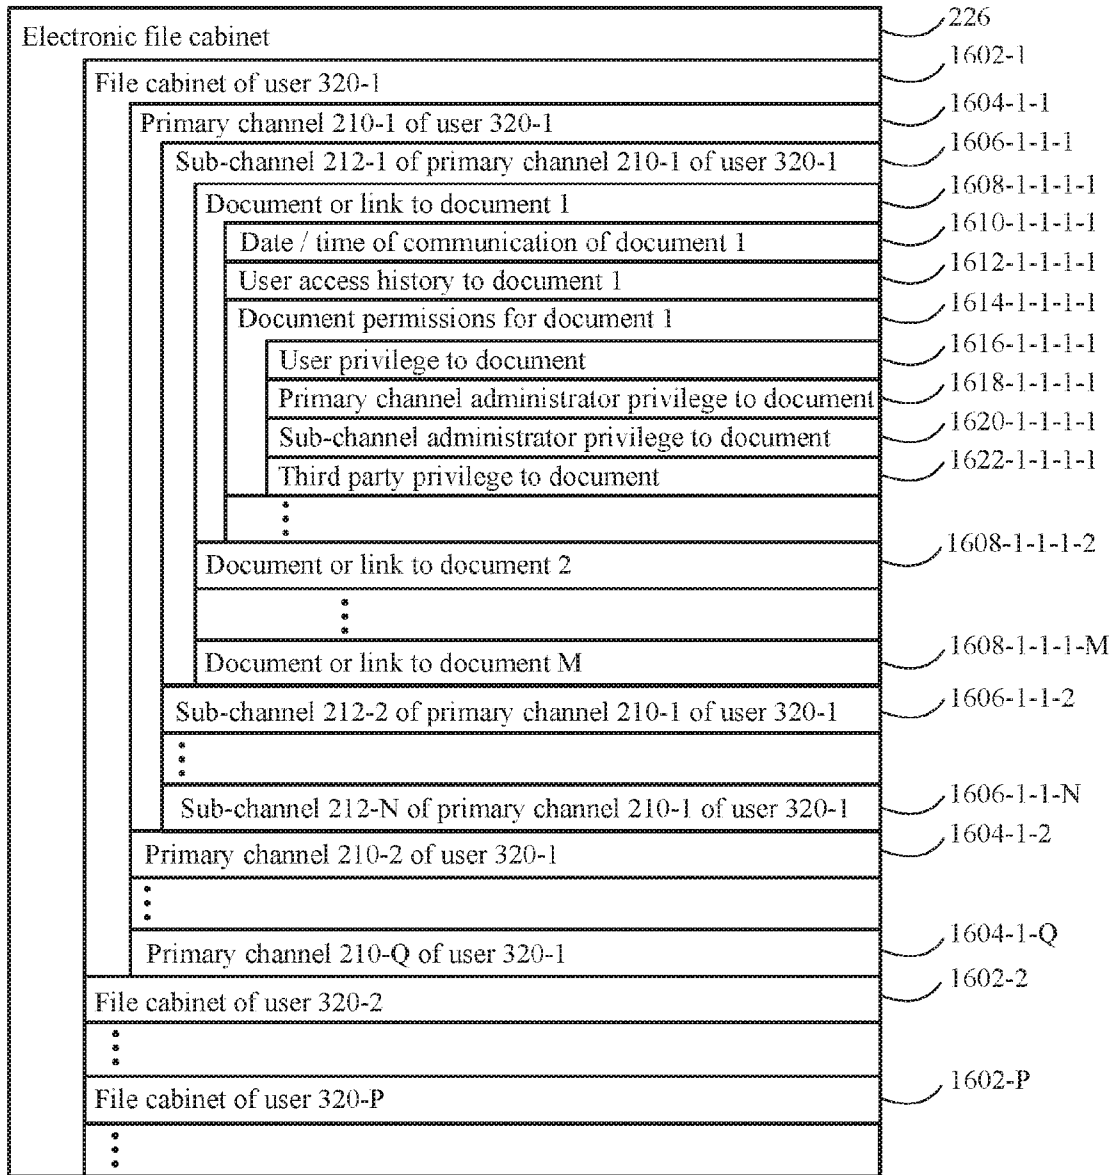 Electronic file cabinet 226
File cabinet of user 320-1 1602-1
Primary channel 210-1 of user 320-1 1604-1-1
Sub-channel 212-1 of primary channel 210-1 of user 320-1 1606-1-1-1
Document or link to document 1 1608-1-1-1-1
Date / time of communication of document 1 1610-1-1-1-1
User access history to document 1 1612-1-1-1-1
Document permissions for document 1 1614-1-1-1-1
User privilege to document 1616-1-1-1-1
Primary channel administrator privilege to document 1618-1-1-1-1
Sub-channel administrator privilege to document 1620-1-1-1-1
Third party privilege to document 1622-1-1-1-1
Document or link to document 2 1608-1-1-1-2
Document or link to document M 1608-1-1-1-M
Sub-channel 212-2 of primary channel 210-1 of user 320-1 1606-1-1-2
Sub-channel 212-N of primary channel 210-1 of user 320-1 1606-1-1-N
Primary channel 210-2 of user 320-1 1604-1-2
Primary channel 210-Q of user 320-1 1604-1-Q
File cabinet of user 320-2 1602-2
File cabinet of user 320-P 1602-P